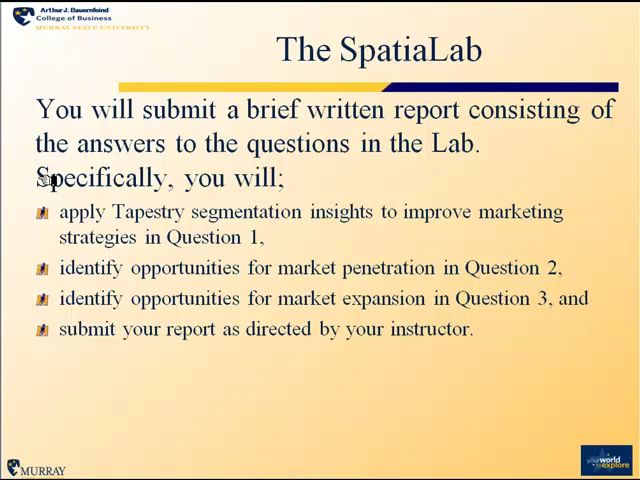 Arthur J. Bauernfeind
College of Business
MURRAY STATE UNIVERSITY
The SpatiaLab
You will submit a brief written report consisting of
the answers to the questions in the Lab.
Specifically, you will;
apply Tapestry segmentation insights to improve marketing
strategies in Question 1,
identify opportunities for market penetration in Question 2,
identify opportunities for market expansion in Question 3, and
submit your report as directed by your instructor.
MURRAY
your world
to explore